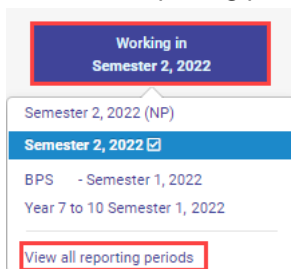 Working in
Semester 2, 2022
Semester 2, 2022 (NP)
Semester 2, 2022 ☑
BPS - Semester 1, 2022
Year 7 to 10 Semester 1, 2022
View all reporting periods